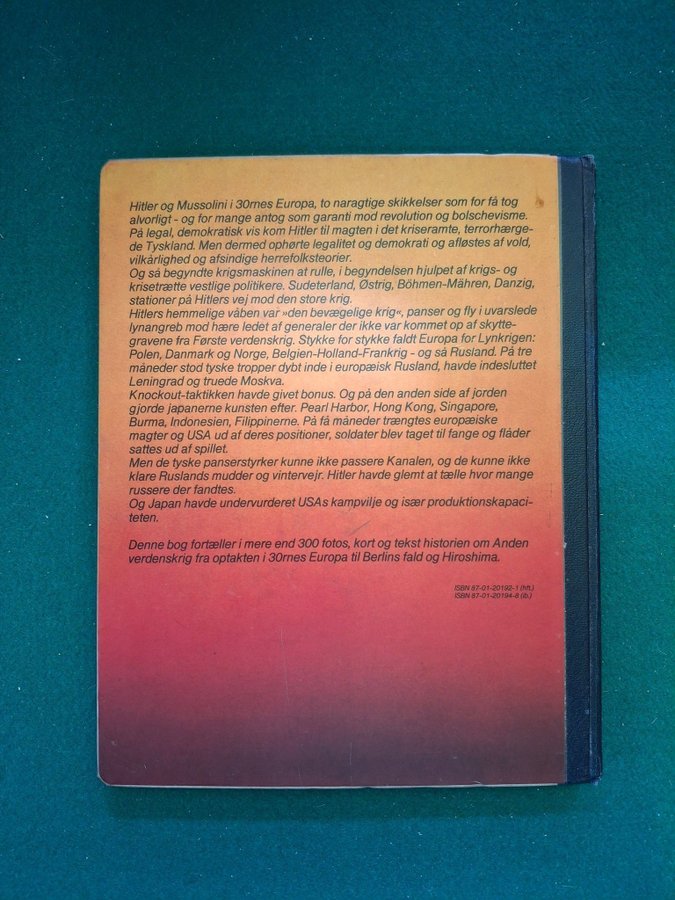 Hitler og Mussolini i 30rnes Europa, to naragtige skikkelser som for få tog
alvorligt - og for mange antog som garanti mod revolution og bolschevisme.
På legal, demokratisk vis kom Hitler til magten i det kriseramte, terrorhærge-
de Tyskland. Men dermed ophørte legalitet og demokrati og afløstes af vold,
vilkårlighed og afsindige herrefolksteorier.
Og så begyndte krigsmaskinen at rulle, i begyndelsen hjulpet af krigs- og
krisetrætte vestlige politikere. Sudeterland, Østrig, Böhmen-Mähren, Danzig,
stationer på Hitlers vej mod den store krig.
Hitlers hemmelige våben var »den bevægelige krig«, panser og fly i uvarslede
lynangreb mod hære ledet af generaler der ikke var kommet op af skytte-
gravene fra Første verdenskrig. Stykke for stykke faldt Europa for Lynkrigen:
Polen, Danmark og Norge, Belgien-Holland-Frankrig - og så Rusland. På tre
måneder stod tyske tropper dybt inde i europæisk Rusland, havde indesluttet
Leningrad og truede Moskva.
Knockout-taktikken havde givet bonus. Og på den anden side af jorden
gjorde japanerne kunsten efter. Pearl Harbor, Hong Kong, Singapore,
Burma, Indonesien, Filippinerne. På få måneder trængtes europæiske
magter og USA ud af deres positioner, soldater blev taget til fange og flåder
sattes ud af spillet.
Men de tyske panserstyrker kunne ikke passere Kanalen, og de kunne ikke
klare Ruslands mudder og vintervejr. Hitler havde glemt at tælle hvor mange
russere der fandtes.
Og Japan havde undervurderet USAs kampvilje og især produktionskapaci-
teten.
Denne bog fortæller i mere end 300 fotos, kort og tekst historien om Anden
verdenskrig fra optakten i 30rnes Europa til Berlins fald og Hiroshima.
ISBN 87-01-20192-1 (hft.)
ISBN 87-01-20194-8 (ib.)